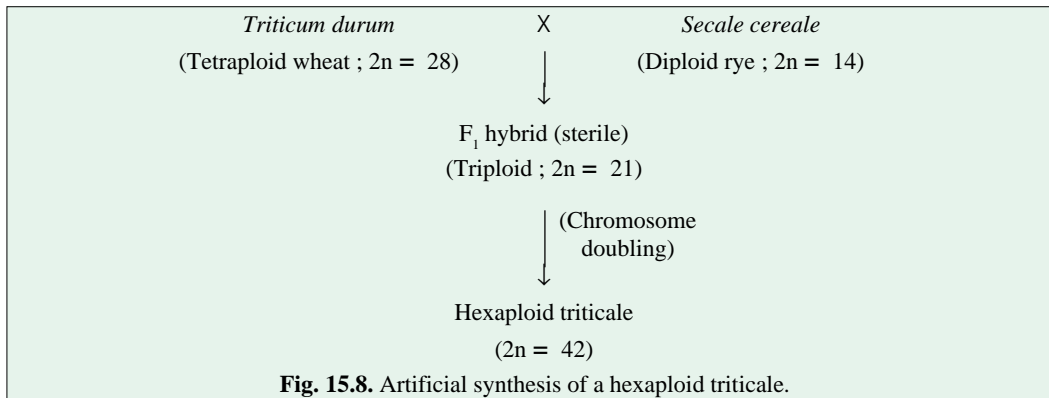 Triticum durum X Secale cereale
(Tetraploid wheat ; 2n = 28) (Diploid rye ; 2n = 14)
F1 hybrid (sterile)
(Triploid ; 2n = 21)
(Chromosome
doubling)
Hexaploid triticale
(2n = 42)
Fig. 15.8. Artificial synthesis of a hexaploid triticale.